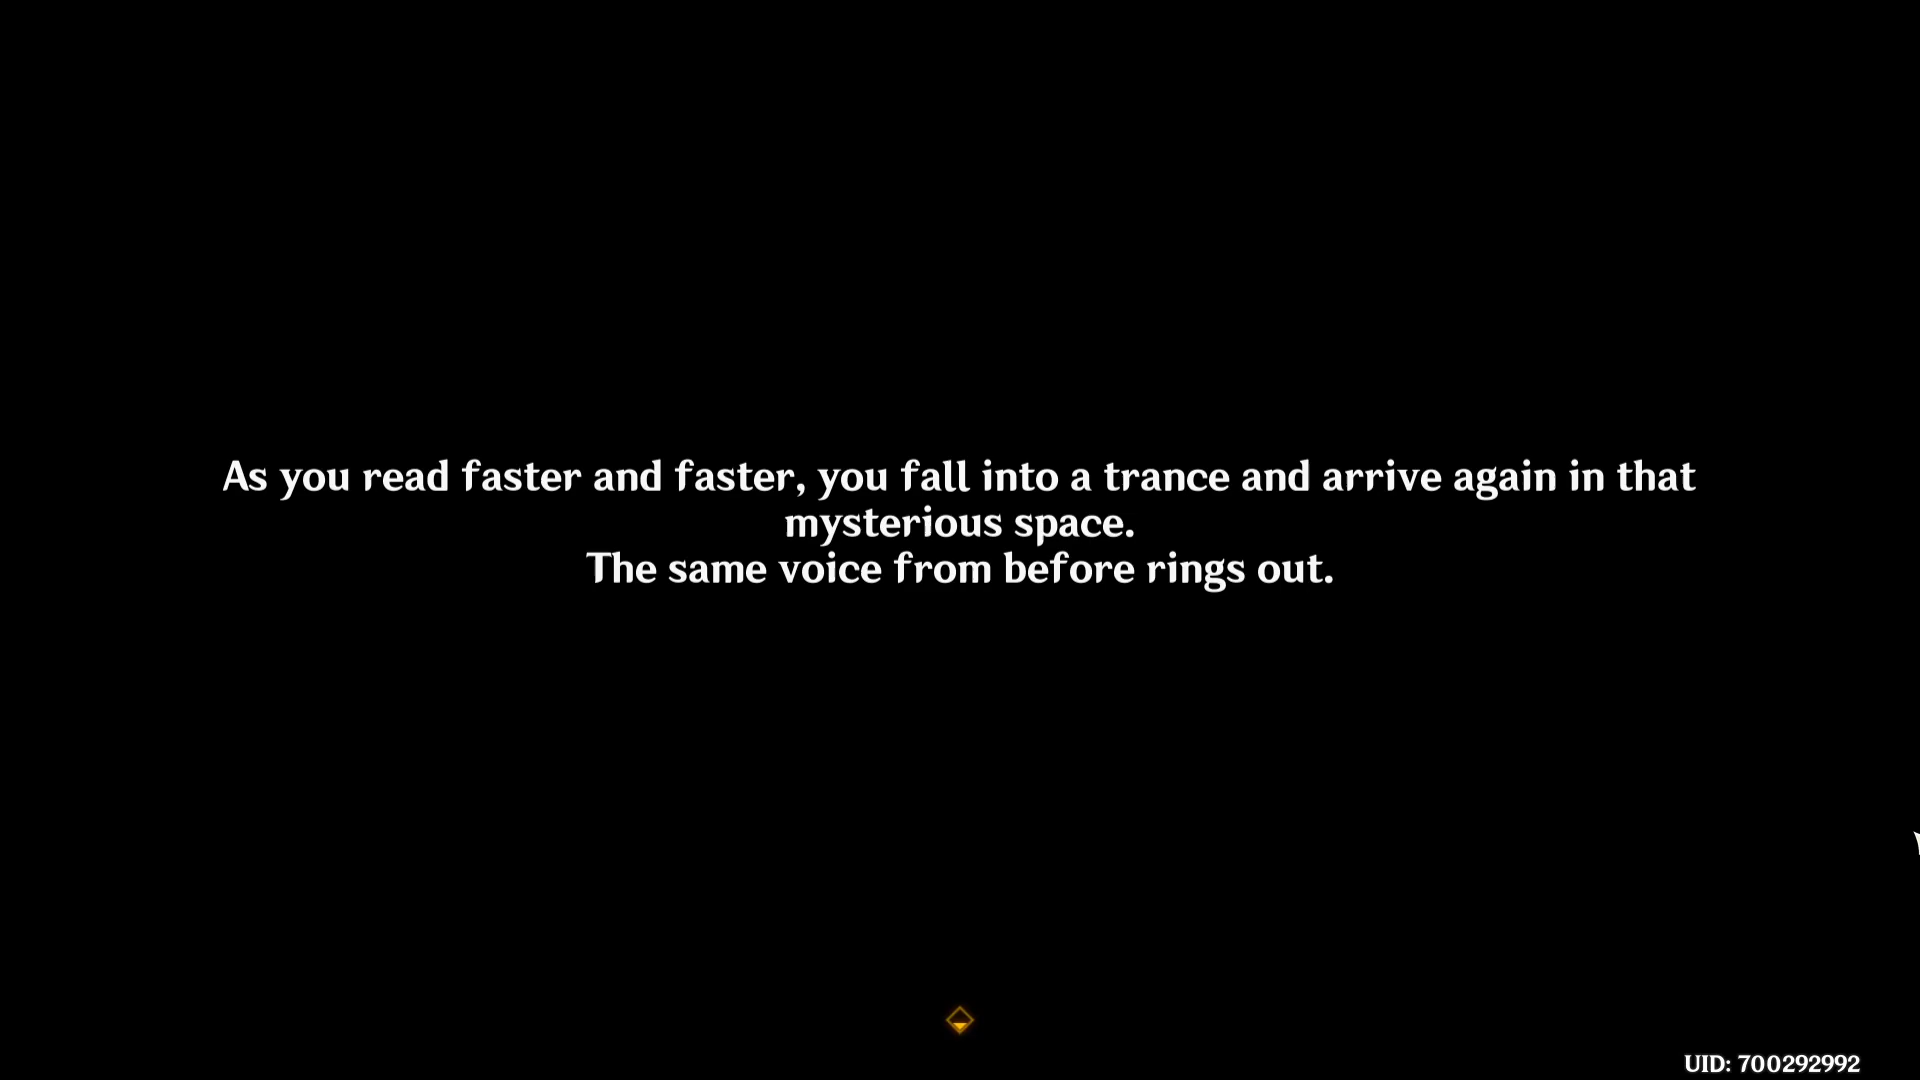 As you read faster and faster, you fall into a trance and arrive again in that
mysterious space.
The same voice from before rings out.
UID: 700292992